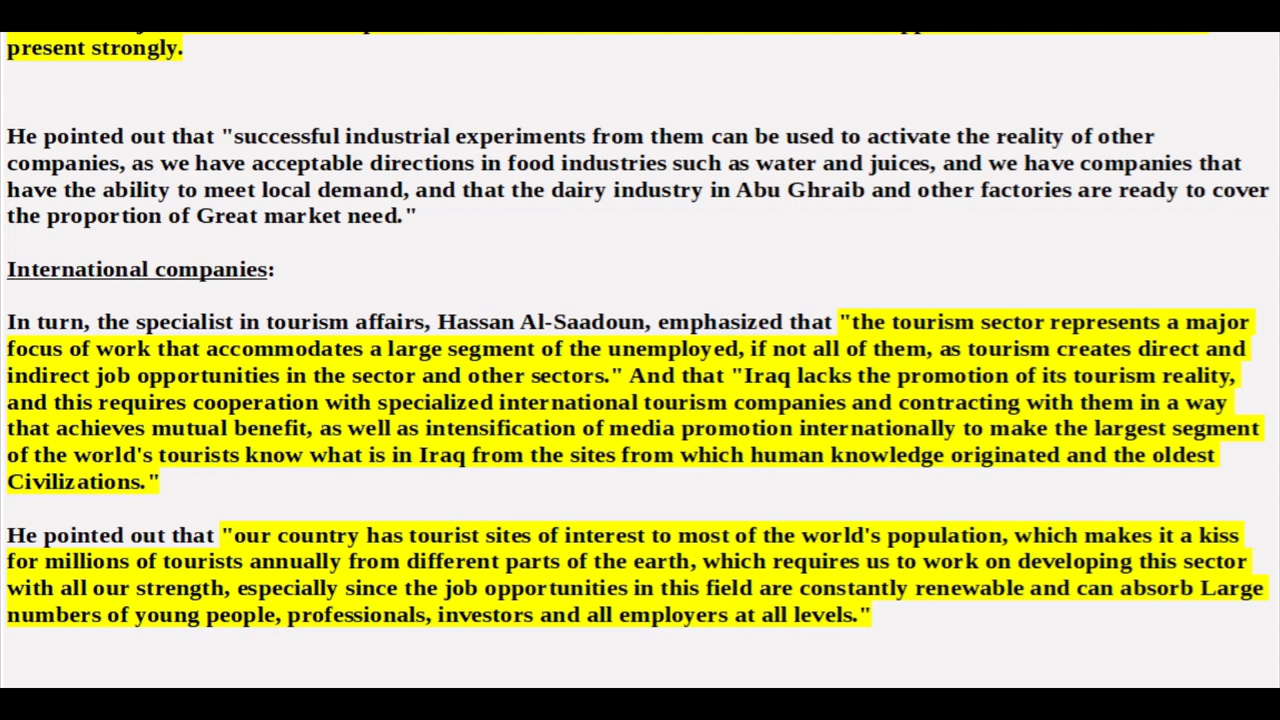 present strongly.
He pointed out that "successful industrial experiments from them can be used to activate the reality of other
companies, as we have acceptable directions in food industries such as water and juices, and we have companies that
have the ability to meet local demand, and that the dairy industry in Abu Ghraib and other factories are ready to cover
the proportion of Great market need."
International companies:
In turn, the specialist in tourism affairs, Hassan Al-Saadoun, emphasized that "the tourism sector represents a major
focus of work that accommodates a large segment of the unemployed, if not all of them, as tourism creates direct and
indirect job opportunities in the sector and other sectors." And that "Iraq lacks the promotion of its tourism reality,
and this requires cooperation with specialized international tourism companies and contracting with them in a way
that achieves mutual benefit, as well as intensification of media promotion internationally to make the largest segment
of the world's tourists know what is in Iraq from the sites from which human knowledge originated and the oldest
Civilizations."
He pointed out that "our country has tourist sites of interest to most of the world's population, which makes it a kiss
for millions of tourists annually from different parts of the earth, which requires us to work on developing this sector
with all our strength, especially since the job opportunities in this field are constantly renewable and can absorb Large
numbers of young people, professionals, investors and all employers at all levels."